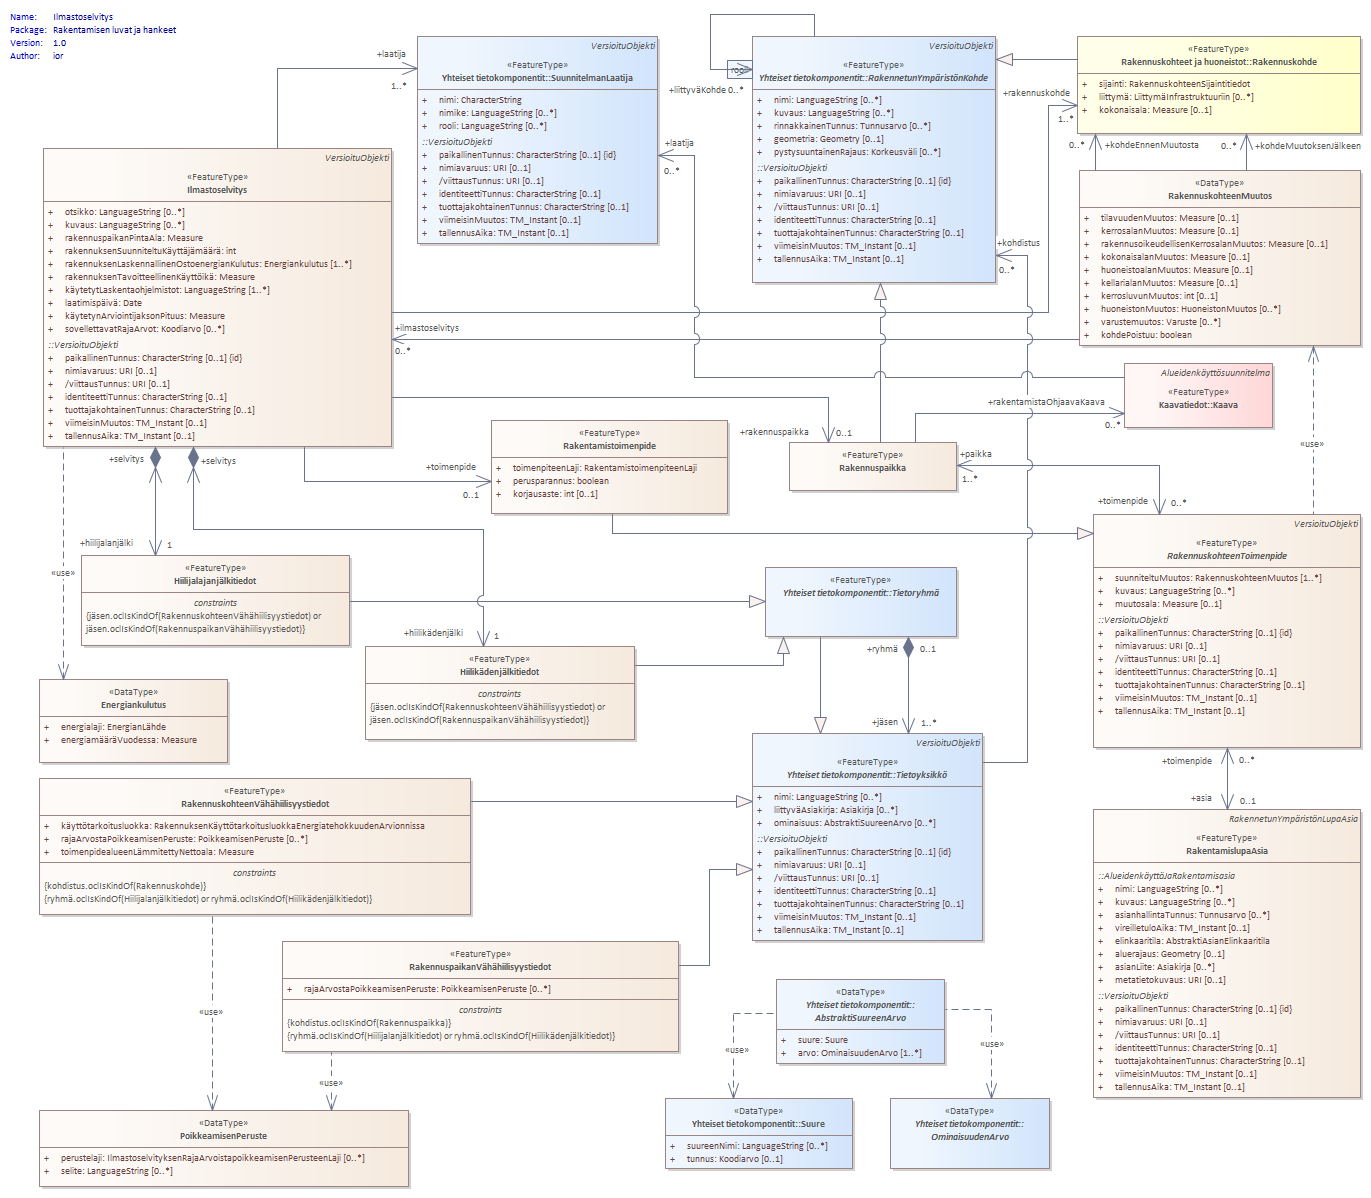 Name: Ilmastoselvitys
Package: Rakentamisen luvat ja hankeet
Version: 1.0
Author: ior
VersioituObjekti
«FeatureType»
Yhteiset tietokomponentit::SuunnitelmanLaatija
+ nimi: CharacterString
+ nimike: LanguageString [0..*]
+ rooli: LanguageString [0..*]
::VersioituObjekti
+ paikallinenTunnus: CharacterString [0..1] {id}
+ nimiavaruus: URI [0..1]
+ /viittausTunnus: URI [0..1]
+ identiteettiTunnus: CharacterString [0..1]
+ tuottajakohtainenTunnus: CharacterString [0..1]
+ viimeisinMuutos: TM_Instant [0..1]
+ tallennusAika: TM_Instant [0..1]
+laatija
1..*
+laatija
0..*
VersioituObjekti
«FeatureType»
Yhteiset tietokomponentit::RakennetunYmpäristönKohde
+ nimi: LanguageString [0..*]
+ kuvaus: LanguageString [0..*]
+ rinnakkainenTunnus: Tunnusarvo [0..*]
+ geometria: Geometry [0..1]
+ pystysuuntainenRajaus: Korkeusväli [0..*]
::VersioituObjekti
+ paikallinenTunnus: CharacterString [0..1] {id}
+ nimiavaruus: URI [0..1]
+ /viittausTunnus: URI [0..1]
+ identiteettiTunnus: CharacterString [0..1]
+ tuottajakohtainenTunnus: CharacterString [0..1]
+ viimeisinMuutos: TM_Instant [0..1]
+ tallennusAika: TM_Instant [0..1]
rooli
+liittyväKohde 0..*
+kohdistus
0..*
«FeatureType»
Rakennuskohteet ja huoneistot::Rakennuskohde
+ sijainti: RakennuskohteenSijaintitiedot
+ liittymä: LiittymäInfrastruktuuriin [0..*]
+ kokonaisala: Measure [0..1]
+rakennuskohde
1..*
0..*
+kohdeEnnenMuutosta
0..*
+kohdeMuutoksenJälkeen
«DataType»
RakennuskohteenMuutos
+ tilavuudenMuutos: Measure [0..1]
+ kerrosalanMuutos: Measure [0..1]
+ rakennusoikeudellisenKerrosalanMuutos: Measure [0..1]
+ kokonaisalanMuutos: Measure [0..1]
+ huoneistoalanMuutos: Measure [0..1]
+ kellarialanMuutos: Measure [0..1]
+ kerrosluvunMuutos: int [0..1]
+ huoneistonMuutos: HuoneistonMuutos [0..*]
+ varustemuutos: Varuste [0..*]
+ kohdePoistuu: boolean
VersioituObjekti
«FeatureType»
Ilmastoselvitys
+ otsikko: LanguageString [0..*]
+ kuvaus: LanguageString [0..*]
+ rakennuspaikanPintaAla: Measure
+ rakennuksenSuunniteltuKäyttäjämäärä: int
+ rakennuksenLaskennallinenOstoenergianKulutus: Energiankulutus [1..*]
+ rakennuksenTavoitteellinenKäyttöikä: Measure
+ käytetytLaskentaohjelmistot: LanguageString [1..*]
+ laatimispäivä: Date
+ käytetynArviointijaksonPituus: Measure
+ sovellettavatRajaArvot: Koodiarvo [0..*]
::VersioituObjekti
+ paikallinenTunnus: CharacterString [0..1] {id}
+ nimiavaruus: URI [0..1]
+ /viittausTunnus: URI [0..1]
+ identiteettiTunnus: CharacterString [0..1]
+ tuottajakohtainenTunnus: CharacterString [0..1]
+ viimeisinMuutos: TM_Instant [0..1]
+ tallennusAika: TM_Instant [0..1]
+ilmastoselvitys
0..*
Alueidenkäyttösuunnitelma
«FeatureType»
Kaavatiedot::Kaava
+rakentamistaOhjaavaKaava
0..*
+rakennuspaikka
0..1
«FeatureType»
Rakennuspaikka
+paikka
1..*
«use»
+toimenpide
0..*
«FeatureType»
Rakentamistoimenpide
+ toimenpiteenLaji: RakentamistoimenpiteenLaji
+ perusparannus: boolean
+ korjausaste: int [0..1]
+toimenpide
0..1
+selvitys
+selvitys
+hiilijalanjälki
1
«use»
+hiilikädenjälki
1
«FeatureType»
Hiilijalajanjälkitiedot
constraints
{jäsen.oclIsKindOf(RakennuskohteenVähähiilisyystiedot) or
jäsen.oclIsKindOf(RakennuspaikanVähähiilisyystiedot)}
«FeatureType»
Hiilikädenjälkitiedot
constraints
{jäsen.oclIsKindOf(RakennuskohteenVähähiilisyystiedot) or
jäsen.oclIsKindOf(RakennuspaikanVähähiilisyystiedot)}
«FeatureType»
Yhteiset tietokomponentit::Tietoryhmä
+ryhmä
0..1
+jäsen
1..*
VersioituObjekti
«FeatureType»
RakennuskohteenToimenpide
+ suunniteltuMuutos: RakennuskohteenMuutos [1..*]
+ kuvaus: LanguageString [0..*]
+ muutosala: Measure [0..1]
::VersioituObjekti
+ paikallinenTunnus: CharacterString [0..1] {id}
+ nimiavaruus: URI [0..1]
+ /viittausTunnus: URI [0..1]
+ identiteettiTunnus: CharacterString [0..1]
+ tuottajakohtainenTunnus: CharacterString [0..1]
+ viimeisinMuutos: TM_Instant [0..1]
+ tallennusAika: TM_Instant [0..1]
+toimenpide
0..*
+asia
0..1
«DataType»
Energiankulutus
+ energialaji: EnergianLähde
+ energiamääräVuodessa: Measure
VersioituObjekti
«FeatureType»
Yhteiset tietokomponentit::Tietoyksikkö
+ nimi: LanguageString [0..*]
+ liittyväAsiakirja: Asiakirja [0..*]
+ ominaisuus: AbstraktiSuureenArvo [0..*]
::VersioituObjekti
+ paikallinenTunnus: CharacterString [0..1] {id}
+ nimiavaruus: URI [0..1]
+ /viittausTunnus: URI [0..1]
+ identiteettiTunnus: CharacterString [0..1]
+ tuottajakohtainenTunnus: CharacterString [0..1]
+ viimeisinMuutos: TM_Instant [0..1]
+ tallennusAika: TM_Instant [0..1]
«FeatureType»
RakennuskohteenVähähiilisyystiedot
+ käyttötarkoitusluokka: RakennuksenKäyttötarkoitusluokkaEnergiatehokkuudenArvionnissa
+ rajaArvostaPoikkeamisenPeruste: PoikkeamisenPeruste [0..*]
+ toimenpidealueenLämmitettyNettoala: Measure
constraints
{kohdistus.oclIsKindOf(Rakennuskohde)}
{ryhmä.oclIsKindOf(Hiilijalanjälkitiedot) or ryhmä.oclIsKindOf(Hiilikädenjälkitiedot)}
RakennetunYmpäristönLupaAsia
«FeatureType»
RakentamislupaAsia
::AlueidenkäyttöJaRakentamisasia
+ nimi: LanguageString [0..*]
+ kuvaus: LanguageString [0..*]
+ asianhallintaTunnus: Tunnusarvo [0..*]
+ vireilletuloAika: TM_Instant [0..1]
+ elinkaaritila: AbstraktiAsianElinkaaritila
+ aluerajaus: Geometry [0..1]
+ asianLiite: Asiakirja [0..*]
+ metatietokuvaus: URI [0..1]
::VersioituObjekti
+ paikallinenTunnus: CharacterString [0..1] {id}
+ nimiavaruus: URI [0..1]
+ /viittausTunnus: URI [0..1]
+ identiteettiTunnus: CharacterString [0..1]
+ tuottajakohtainenTunnus: CharacterString [0..1]
+ viimeisinMuutos: TM_Instant [0..1]
+ tallennusAika: TM_Instant [0..1]
«FeatureType»
RakennuspaikanVähähiilisyystiedot
+ rajaArvostaPoikkeamisenPeruste: PoikkeamisenPeruste [0..*]
constraints
{kohdistus.oclIsKindOf(Rakennuspaikka)}
{ryhmä.oclIsKindOf(Hiilijalanjälkitiedot) or ryhmä.oclIsKindOf(Hiilikädenjälkitiedot)}
«use»
«use»
«DataType»
Yhteiset tietokomponentit::
AbstraktiSuureenArvo
+ suure: Suure
+ arvo: OminaisuudenArvo [1..*]
«use»
«use»
«DataType»
PoikkeamisenPeruste
+ perustelaji: IlmastoselvityksenRajaArvoistapoikkeamisenPerusteenLaji [0..*]
+ selite: LanguageString [0..*]
«DataType»
Yhteiset tietokomponentit::Suure
+ suureenNimi: LanguageString [0..*]
+ tunnus: Koodiarvo [0..1]
«DataType»
Yhteiset tietokomponentit::
OminaisuudenArvo